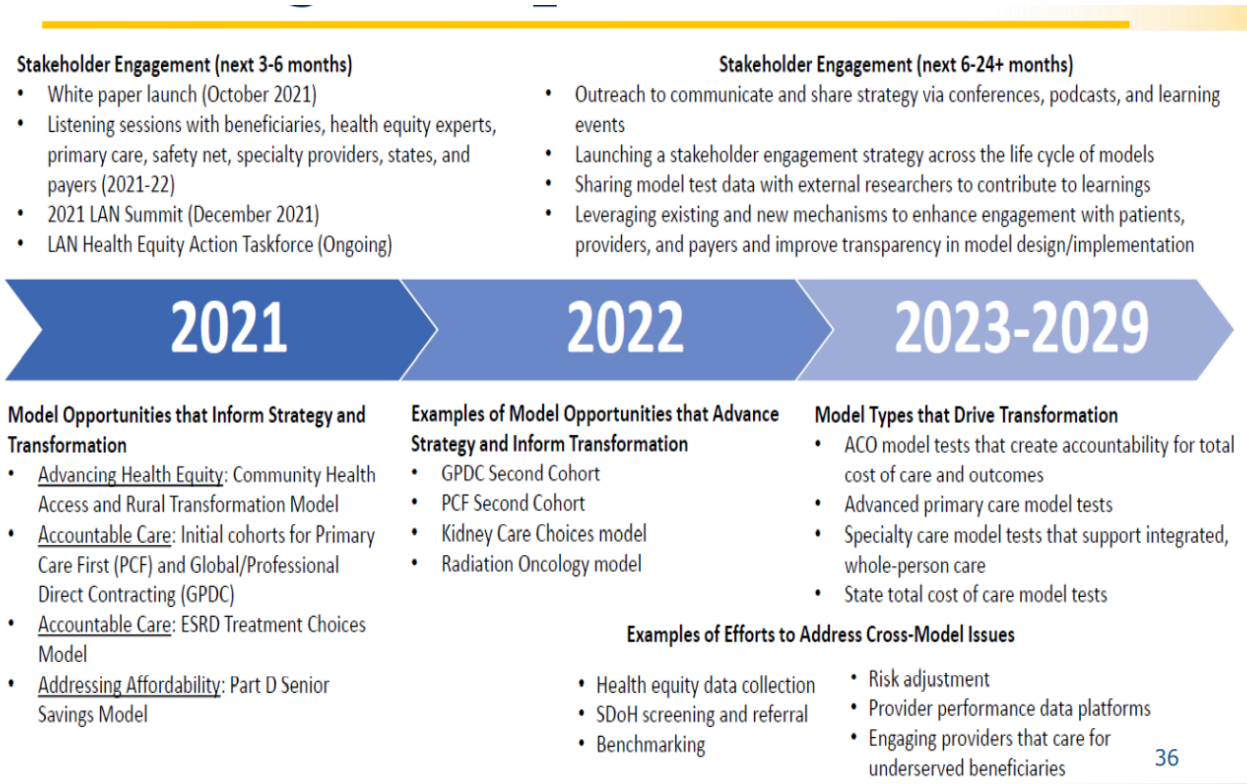 Stakeholder Engagement (next 3-6 months)
• White paper launch (October 2021)
• Listening sessions with beneficiaries, health equity experts,
primary care, safety net, specialty providers, states, and
payers (2021-22)
• 2021 LAN Summit (December 2021)
• LAN Health Equity Action Taskforce (Ongoing)
Stakeholder Engagement (next 6-24+ months)
• Outreach to communicate and share strategy via conferences, podcasts, and learning
events
• Launching a stakeholder engagement strategy across the life cycle of models
• Sharing model test data with external researchers to contribute to learnings
• Leveraging existing and new mechanisms to enhance engagement with patients,
providers, and payers and improve transparency in model design/implementation
2021
2022
2023-2029
Model Opportunities that Inform Strategy and
Transformation
• Advancing Health Equity: Community Health
Access and Rural Transformation Model
• Accountable Care: Initial cohorts for Primary
Care First (PCF) and Global/Professional
Direct Contracting (GPDC)
• Accountable Care: ESRD Treatment Choices
Model
• Addressing Affordability: Part D Senior
Savings Model
Examples of Model Opportunities that Advance
Strategy and Inform Transformation
• GPDC Second Cohort
• PCF Second Cohort
• Kidney Care Choices model
• Radiation Oncology model
Model Types that Drive Transformation
• ACO model tests that create accountability for total
cost of care and outcomes
• Advanced primary care model tests
• Specialty care model tests that support integrated,
whole-person care
• State total cost of care model tests
Examples of Efforts to Address Cross-Model Issues
• Health equity data collection
• SDoH screening and referral
• Benchmarking
• Risk adjustment
• Provider performance data platforms
• Engaging providers that care for
underserved beneficiaries
36